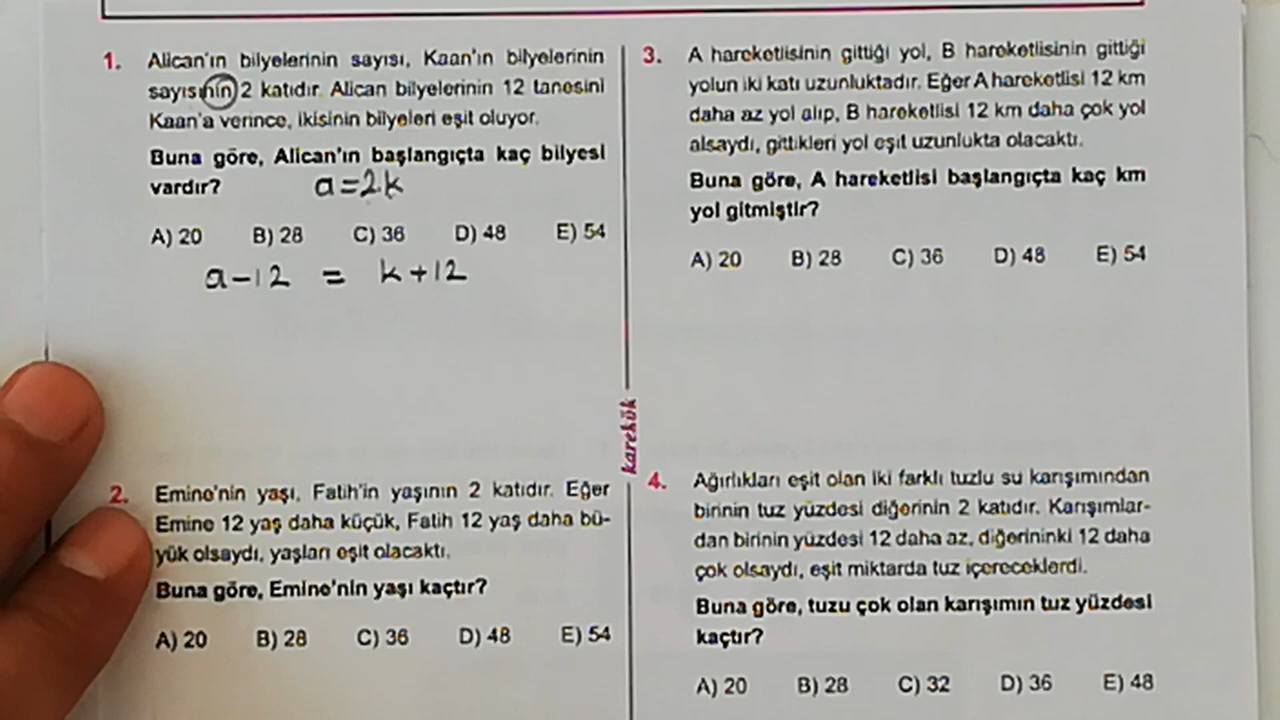 1. Alican'ın bilyelerinin sayısı, Kaan'ın bilyelerinin
sayısının 2 katıdır. Alican bilyelerinin 12 tanesini
Kaan'a verince, ikisinin bilyeleri eşit oluyor.
Buna göre, Alican'ın başlangıçta kaç bilyesi
vardır?
a=2.k
A) 20 B) 28 C) 36 D) 48 E) 54
a-12 = k+12
2. Emine'nin yaşı, Fatih'in yaşının 2 katıdır. Eğer
Emine 12 yaş daha küçük, Fatih 12 yaş daha bü-
yük olsaydı, yaşları eşit olacaktı.
Buna göre, Emine'nin yaşı kaçtır?
A) 20 B) 28 C) 36 D) 48 E) 54
karekök
3. A hareketlisinin gittiği yol, B hareketlisinin gittiği
yolun iki katı uzunluktadır. Eğer A hareketlisi 12 km
daha az yol alıp, B hareketlisi 12 km daha çok yol
alsaydı, gittikleri yol eşit uzunlukta olacaktı.
Buna göre, A hareketlisi başlangıçta kaç km
yol gitmiştir?
A) 20 B) 28 C) 36 D) 48 E) 54
4. Ağırlıkları eşit olan iki farklı tuzlu su karışımından
birinin tuz yüzdesi diğerinin 2 katıdır. Karışımlar-
dan birinin yüzdesi 12 daha az, diğerininki 12 daha
çok olsaydı, eşit miktarda tuz içereceklerdi.
Buna göre, tuzu çok olan karışımın tuz yüzdesi
kaçtır?
A) 20 B) 28 C) 32 D) 36 E) 48